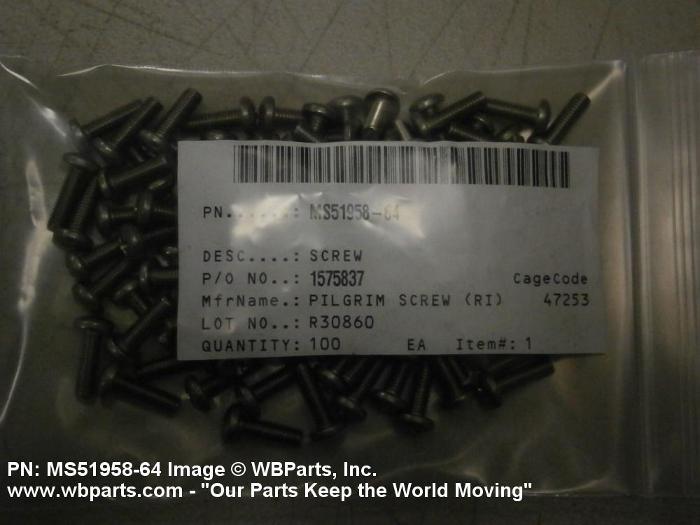 PN......: MS51958-64
DESC....: SCREW
P/O NO..: 1575837 CageCode
MfrName.: PILGRIM SCREW (RI) 47253
LOT NO..: R30860
QUANTITY: 100 EA Item#: 1
PN: MS51958-64 Image © WBParts, Inc.
www.wbparts.com - "Our Parts Keep the World Moving"